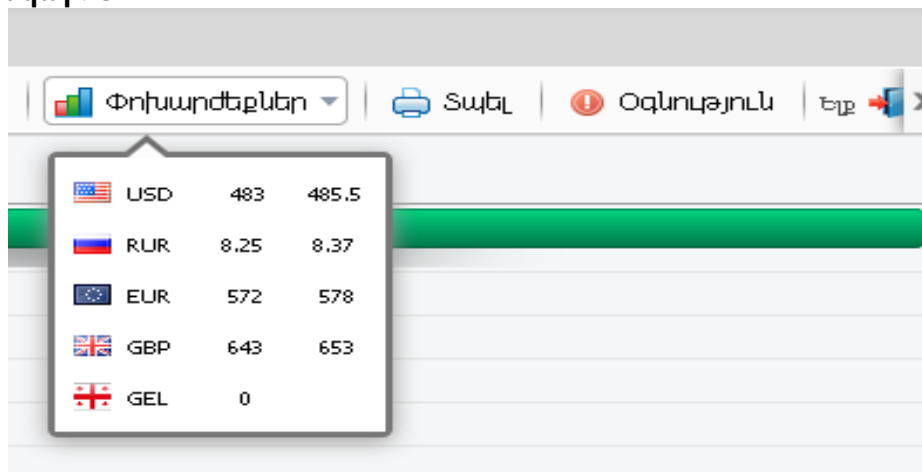 Փոխարժեքներ Տպել Օգնություն Ելք
USD 483 485.5
RUR 8.25 8.37
EUR 572 578
GBP 643 653
GEL 0